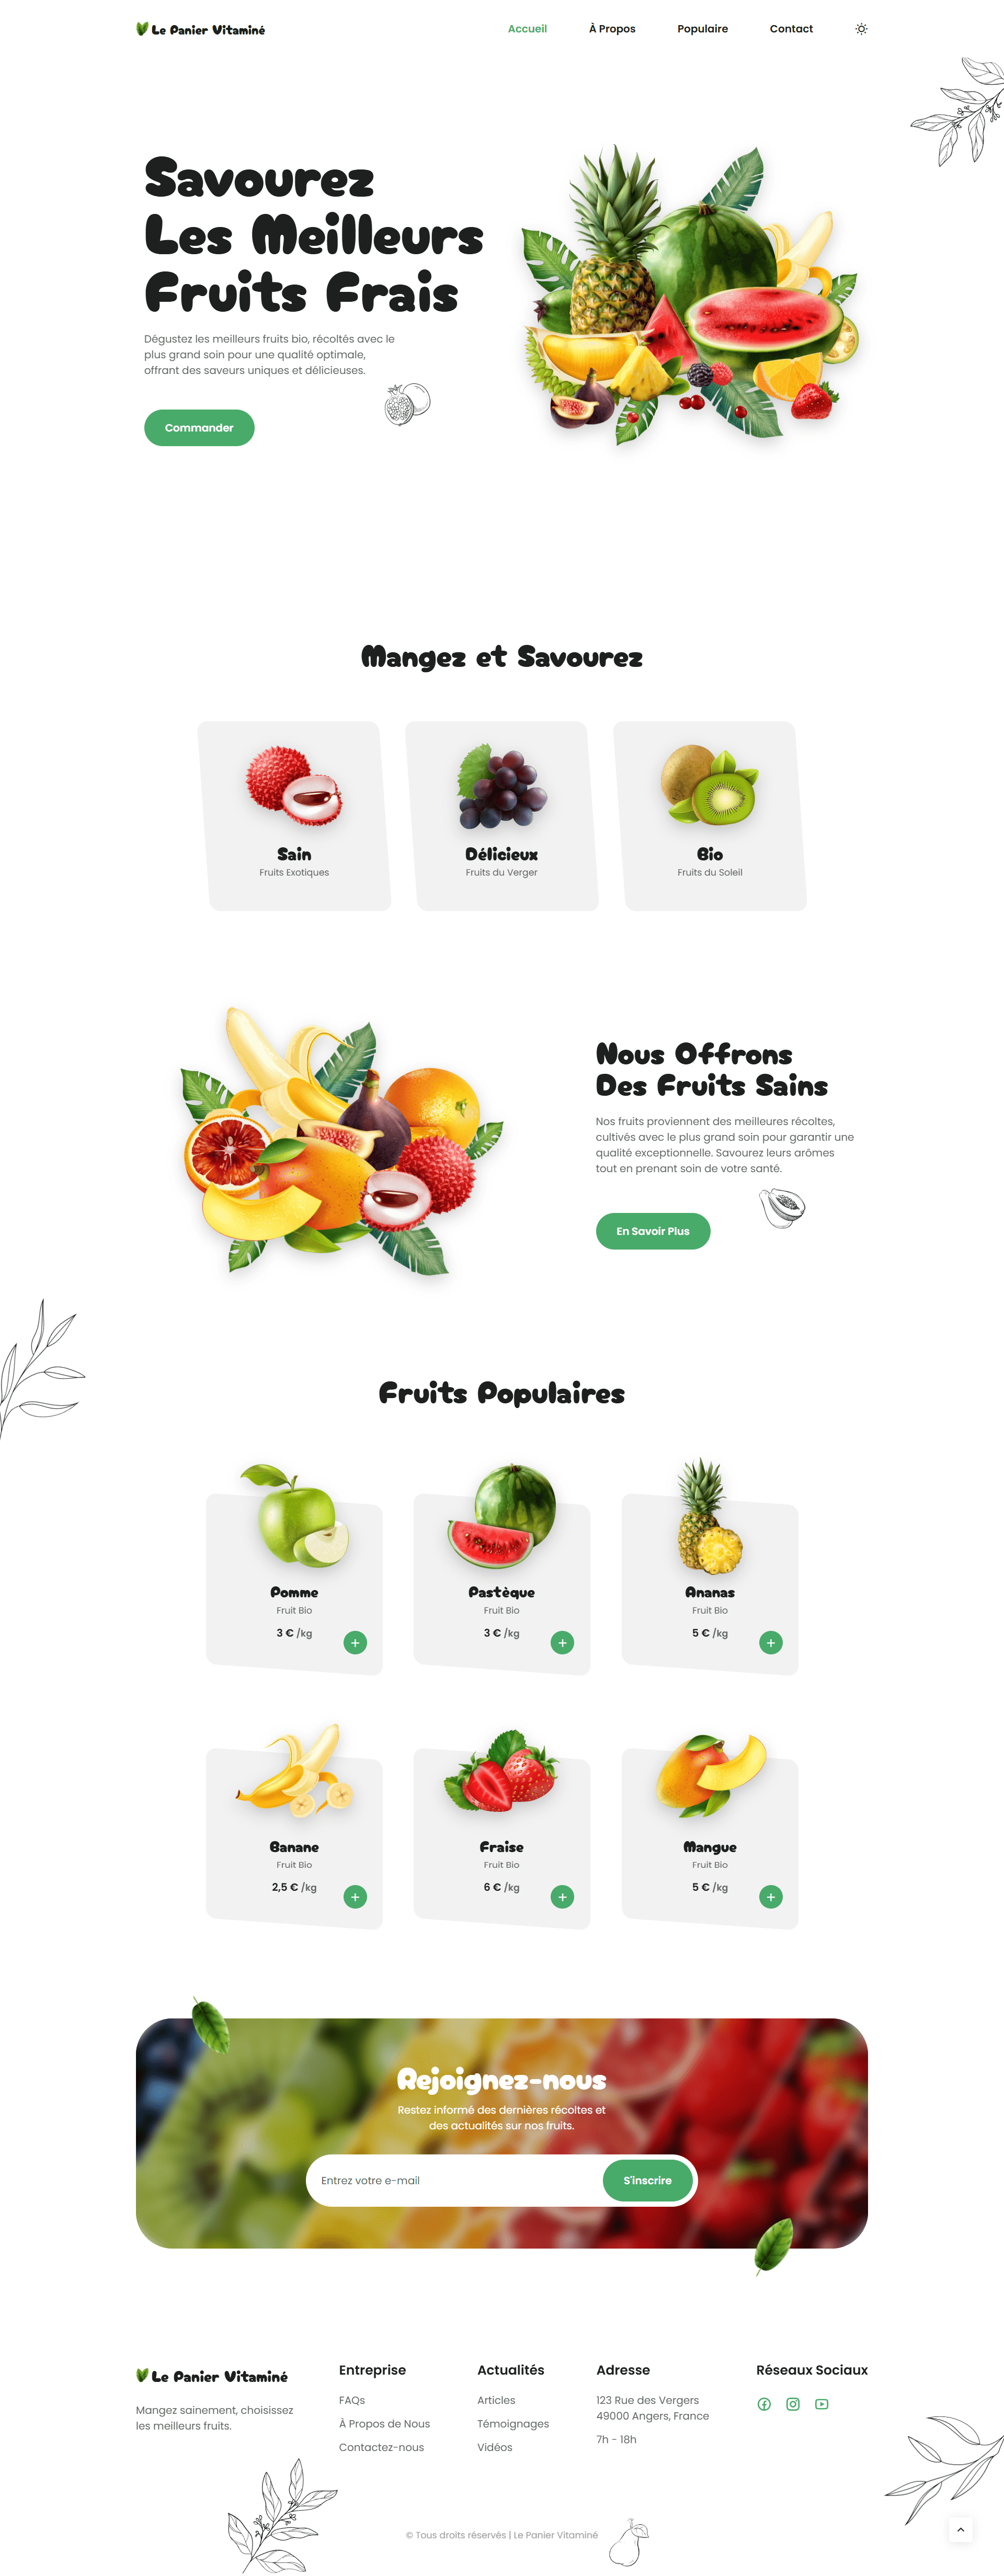 Le Panier Vitaminé
Accueil
À Propos
Populaire
Contact
Savourez
Les Meilleurs
Fruits Frais
Dégustez les meilleurs fruits bio, récoltés avec le
plus grand soin pour une qualité optimale,
offrant des saveurs uniques et délicieuses.
Commander
Mangez et Savourez
Sain
Fruits Exotiques
Délicieux
Fruits du Verger
Bio
Fruits du Soleil
Nous Offrons
Des Fruits Sains
Nos fruits proviennent des meilleures récoltes,
cultivés avec le plus grand soin pour garantir une
qualité exceptionnelle. Savourez leurs arômes
tout en prenant soin de votre santé.
En Savoir Plus
Fruits Populaires
Pomme
Fruit Bio
3 € /kg
Pastèque
Fruit Bio
3 € /kg
Ananas
Fruit Bio
5 € /kg
Banane
Fruit Bio
2,5 € /kg
Fraise
Fruit Bio
6 € /kg
Mangue
Fruit Bio
5 € /kg
Rejoignez-nous
Restez informé des dernières récoltes et
des actualités sur nos fruits.
Entrez votre e-mail
S'inscrire
Le Panier Vitaminé
Mangez sainement, choisissez
les meilleurs fruits.
Entreprise
FAQs
À Propos de Nous
Contactez-nous
Actualités
Articles
Témoignages
Vidéos
Adresse
123 Rue des Vergers
49000 Angers, France
7h - 18h
Réseaux Sociaux
© Tous droits réservés | Le Panier Vitaminé